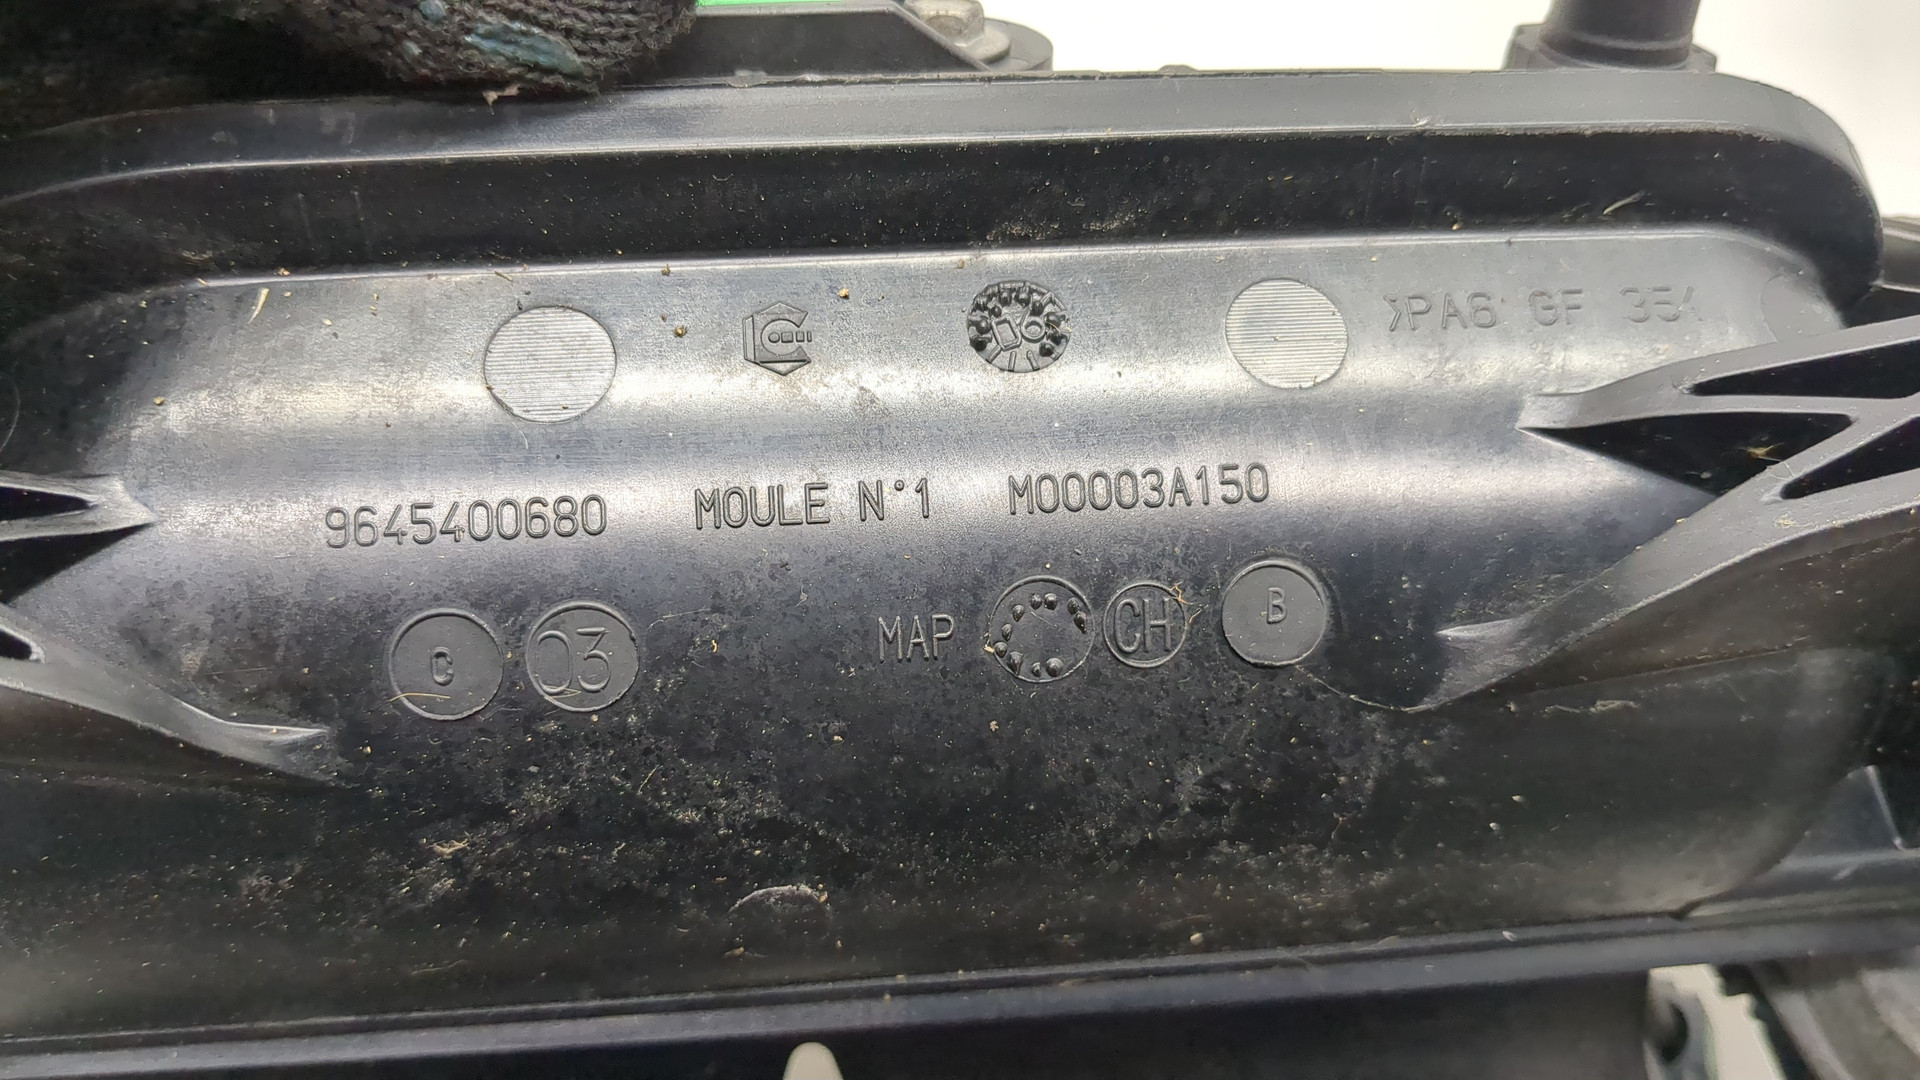 >PA6 GF 35<
9645400680 MOULE N°1 M00003A150
C 03 MAP CH B